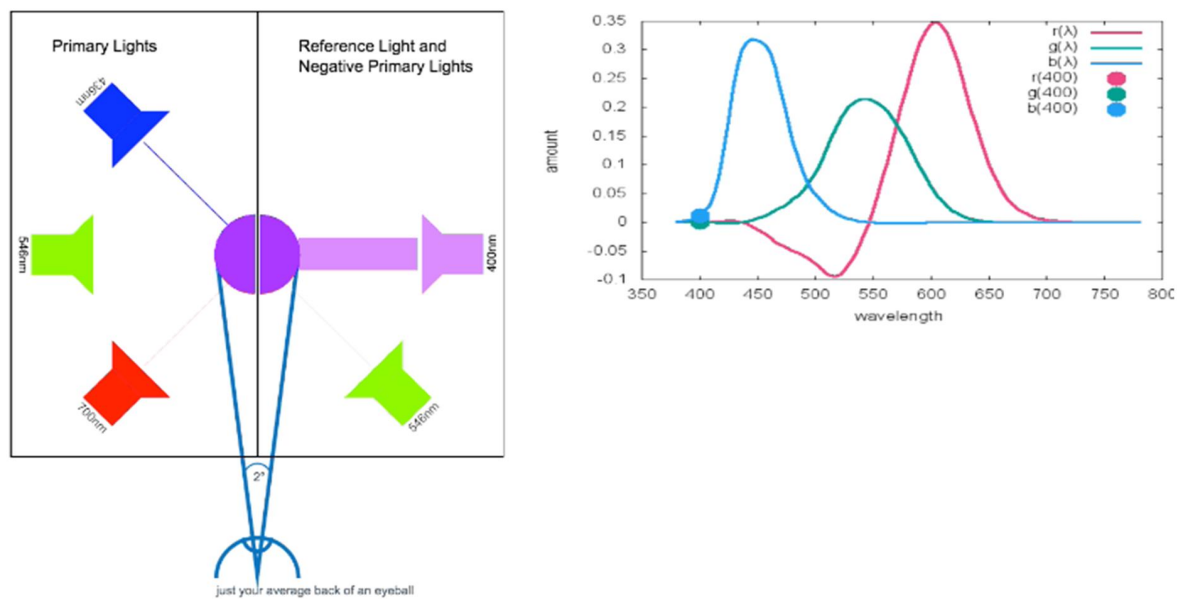 Primary Lights
Reference Light and
Negative Primary Lights
436nm
546nm
400nm
700nm
546nm
2°
just your average back of an eyeball
0.35
0.3
0.25
0.2
0.15
0.1
0.05
0
-0.05
-0.1
amount
350 400 450 500 550 600 650 700 750 800
wavelength
r(λ)
g(λ)
b(λ)
r(400)
g(400)
b(400)